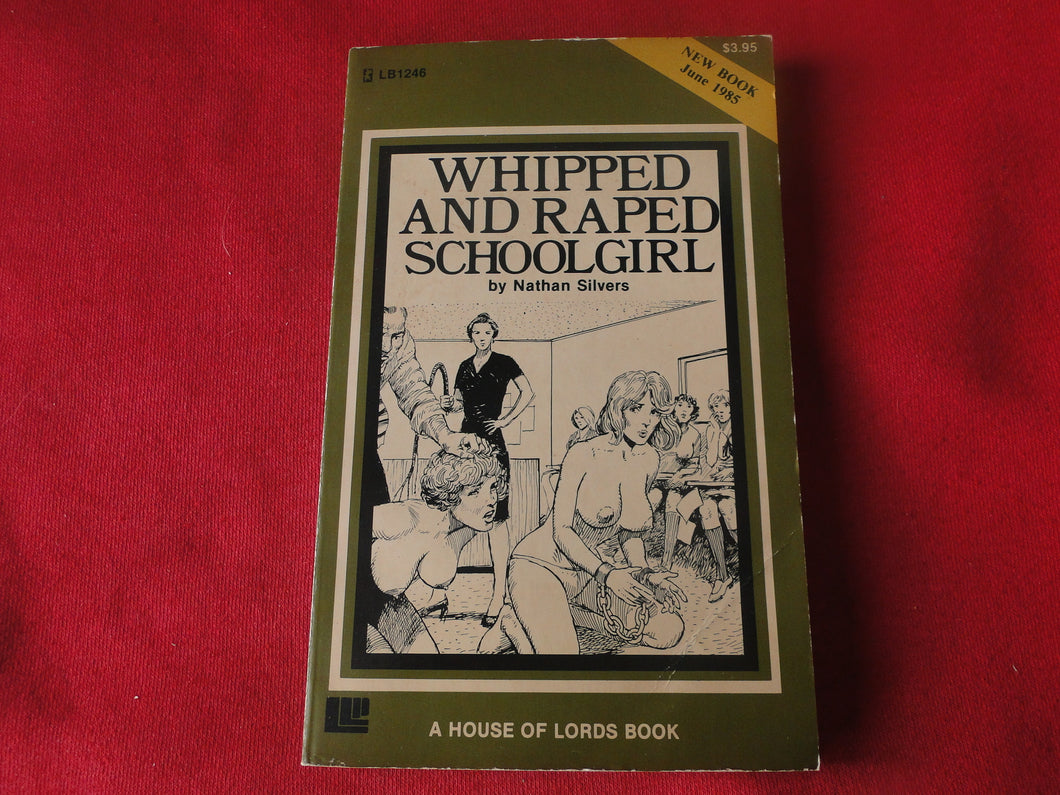 $3.95
LB1246
NEW BOOK
June 1985
WHIPPED
AND RAPED
SCHOOLGIRL
by Nathan Silvers
A HOUSE OF LORDS BOOK